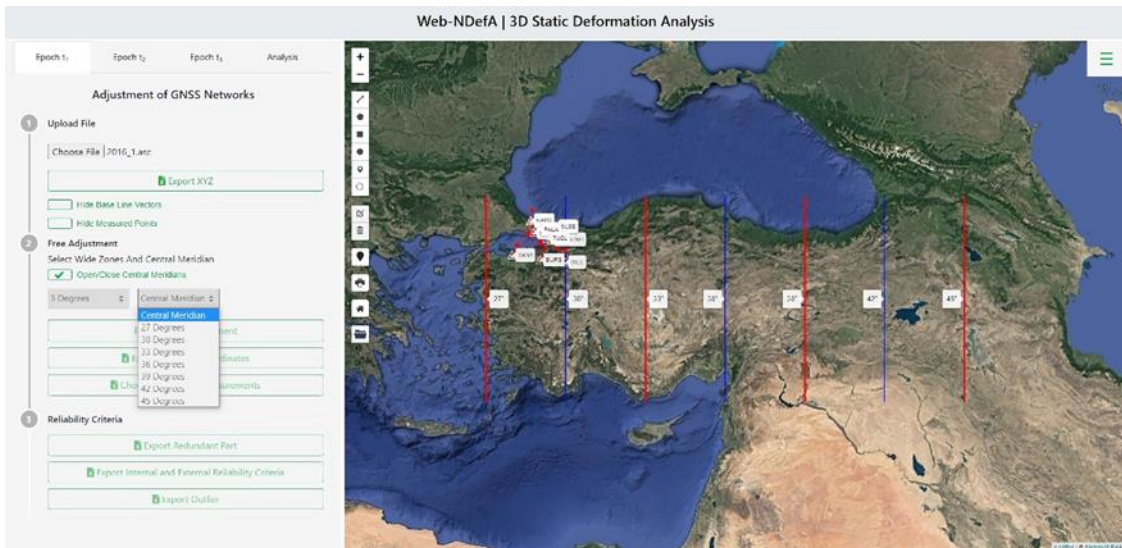 Web-NDefA | 3D Static Deformation Analysis
Epoch t₁ Epoch t₂ Epoch t₃ Analysis
Adjustment of GNSS Networks
1 Upload File
Choose File 2016_1.asc
Export XYZ
Hide Base Line Vectors
Hide Measured Points
2 Free Adjustment
Select Wide Zones And Central Meridian
Open/Close Central Meridians
3 Degrees Central Meridian
Central Meridian
27 Degrees
30 Degrees
33 Degrees
36 Degrees
39 Degrees
42 Degrees
45 Degrees
3 Reliability Criteria
Export Redundant Part
Export Internal and External Reliability Criteria
Export Outlier
+
−
SLEE
TUZL
BURS
27° 30° 33° 42° 45°
Leaflet